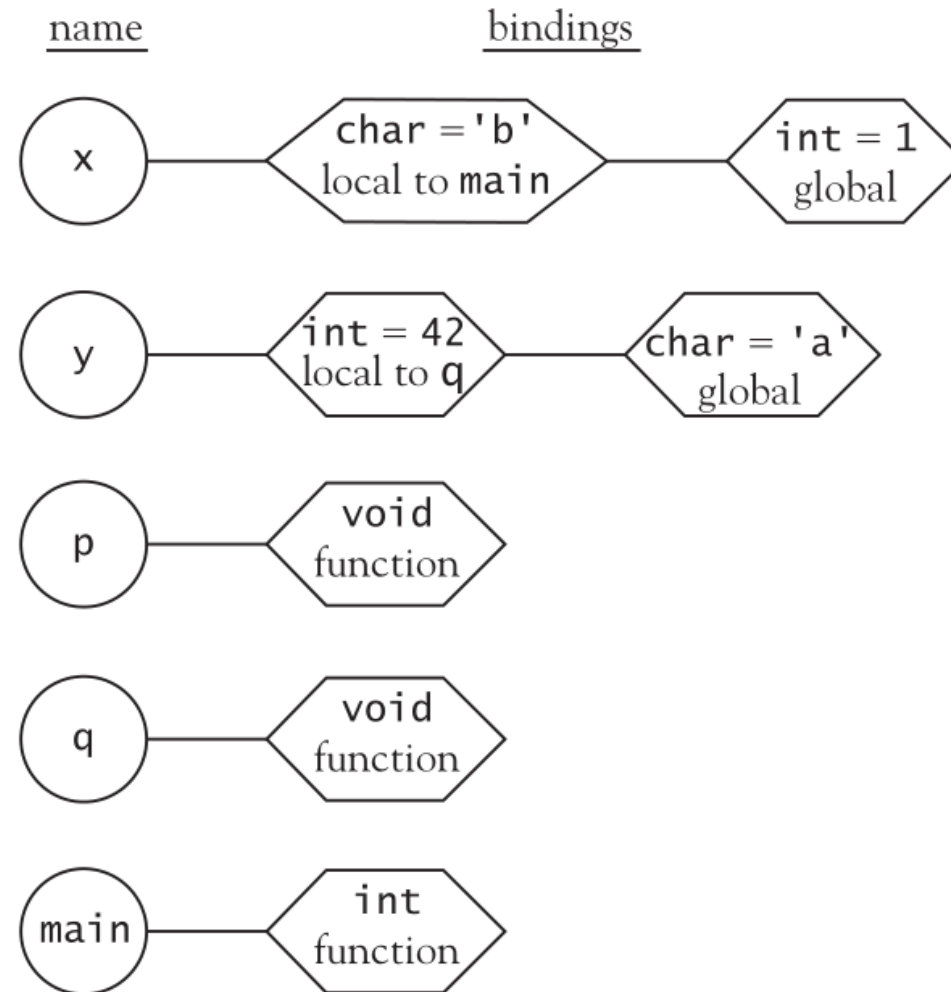 name bindings
x char = 'b' int = 1
local to main global
y int = 42 char = 'a'
local to q global
p void
function
q void
function
main int
function